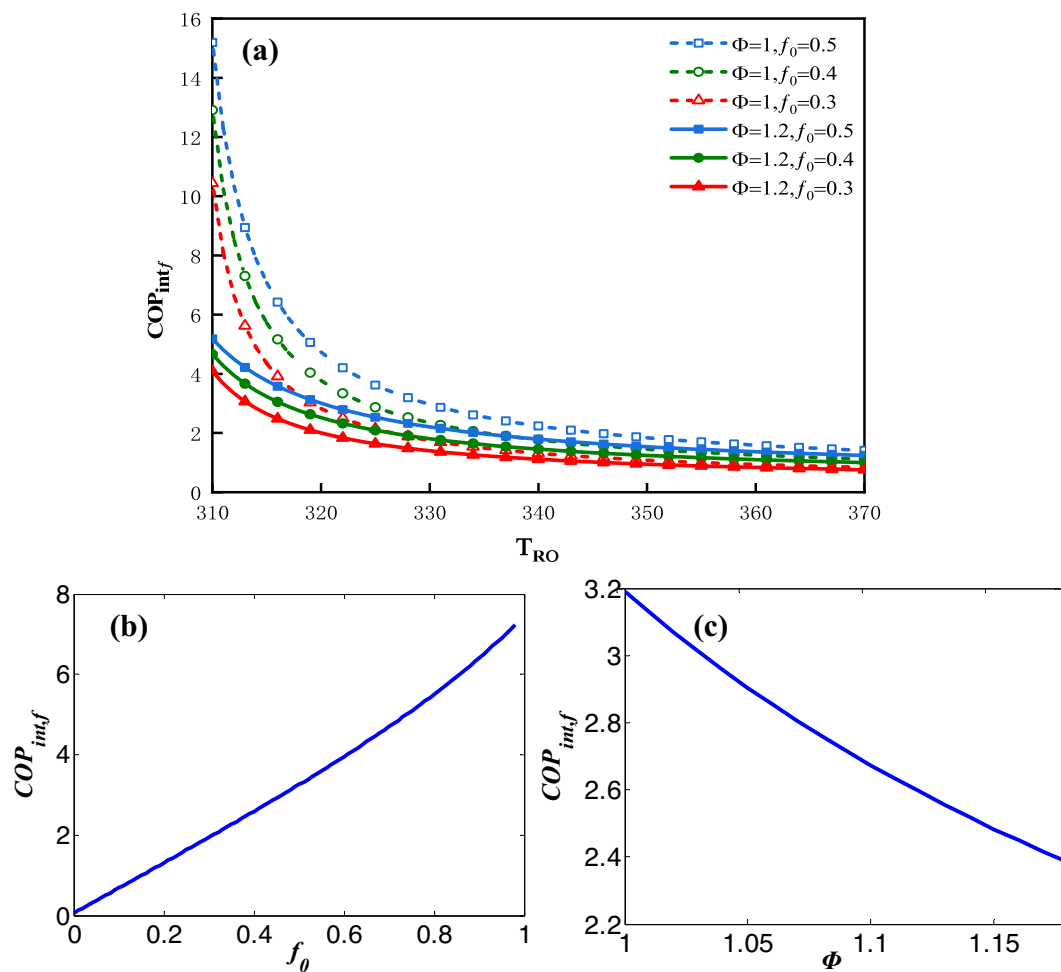 (a)
Φ=1,f0=0.5
Φ=1,f0=0.4
Φ=1,f0=0.3
Φ=1.2,f0=0.5
Φ=1.2,f0=0.4
Φ=1.2,f0=0.3
16
14
12
10
8
6
4
2
0
COPintf
310
320
330
340
350
360
370
TRO
(b)
8
6
4
2
0
COPint,f
0
0.2
0.4
0.6
0.8
1
f0
(c)
3.2
3
2.8
2.6
2.4
2.2
COPint,f
1
1.05
1.1
1.15
Φ